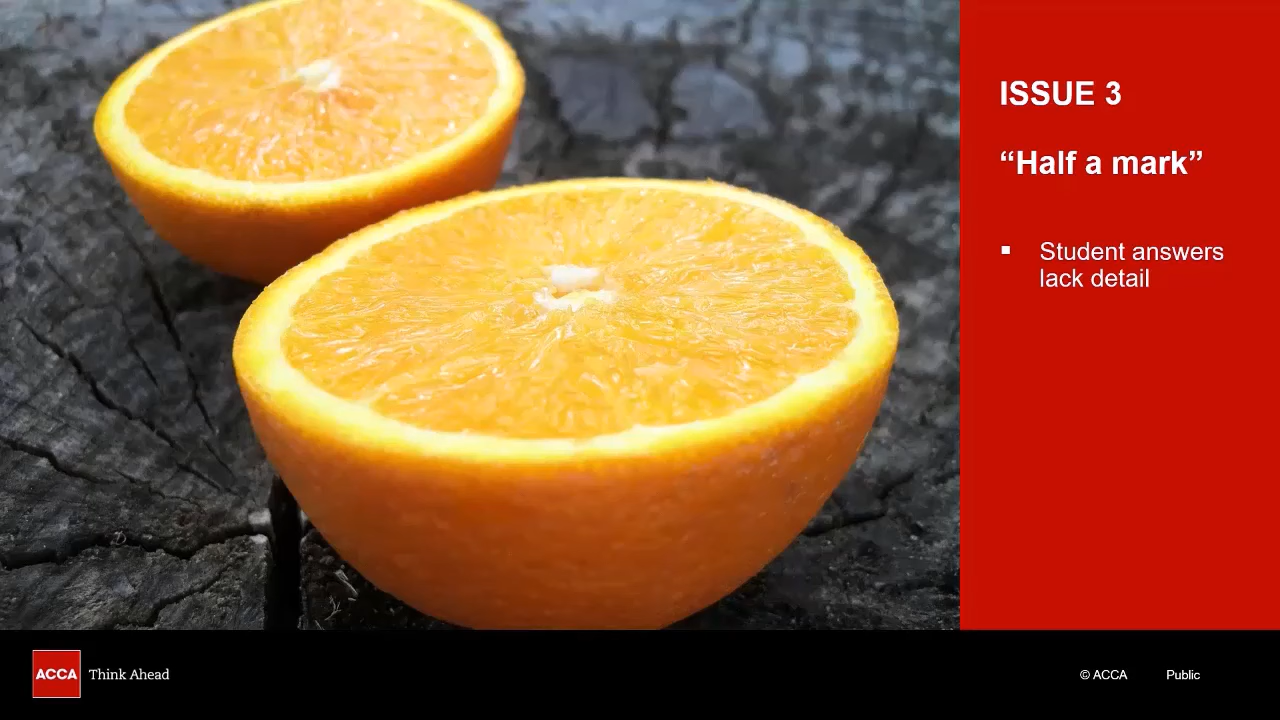 ISSUE 3
“Half a mark”
▪ Student answers
lack detail
ACCA Think Ahead
© ACCA Public